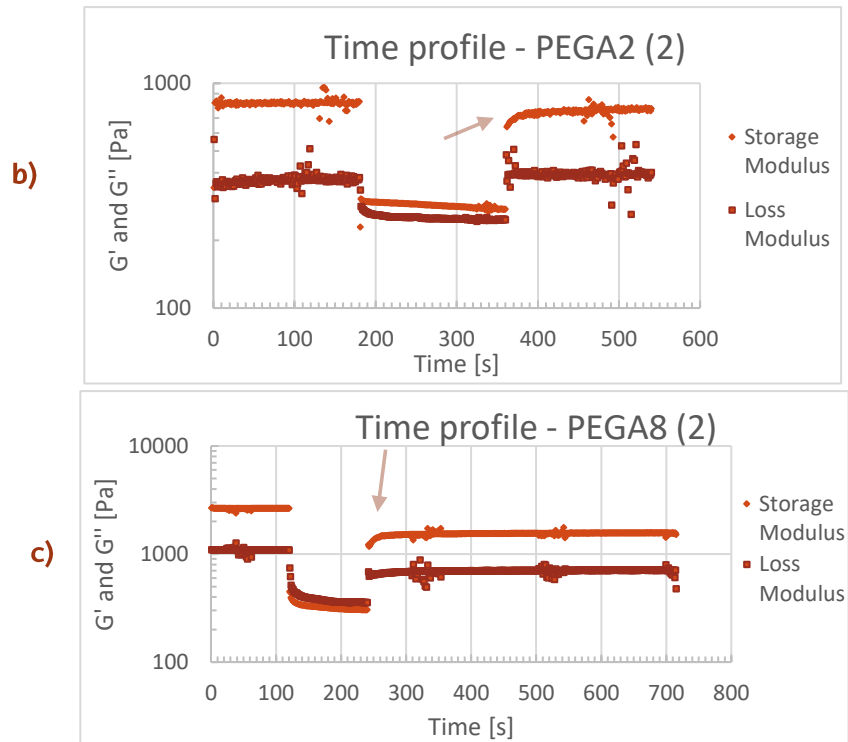 b)
Time profile - PEGA2 (2)
G' and G'' [Pa]
1000
100
0 100 200 300 400 500 600
Time [s]
Storage
Modulus
Loss
Modulus
c)
Time profile - PEGA8 (2)
G' and G'' [Pa]
10000
1000
100
0 100 200 300 400 500 600 700 800
Time [s]
Storage
Modulus
Loss
Modulus